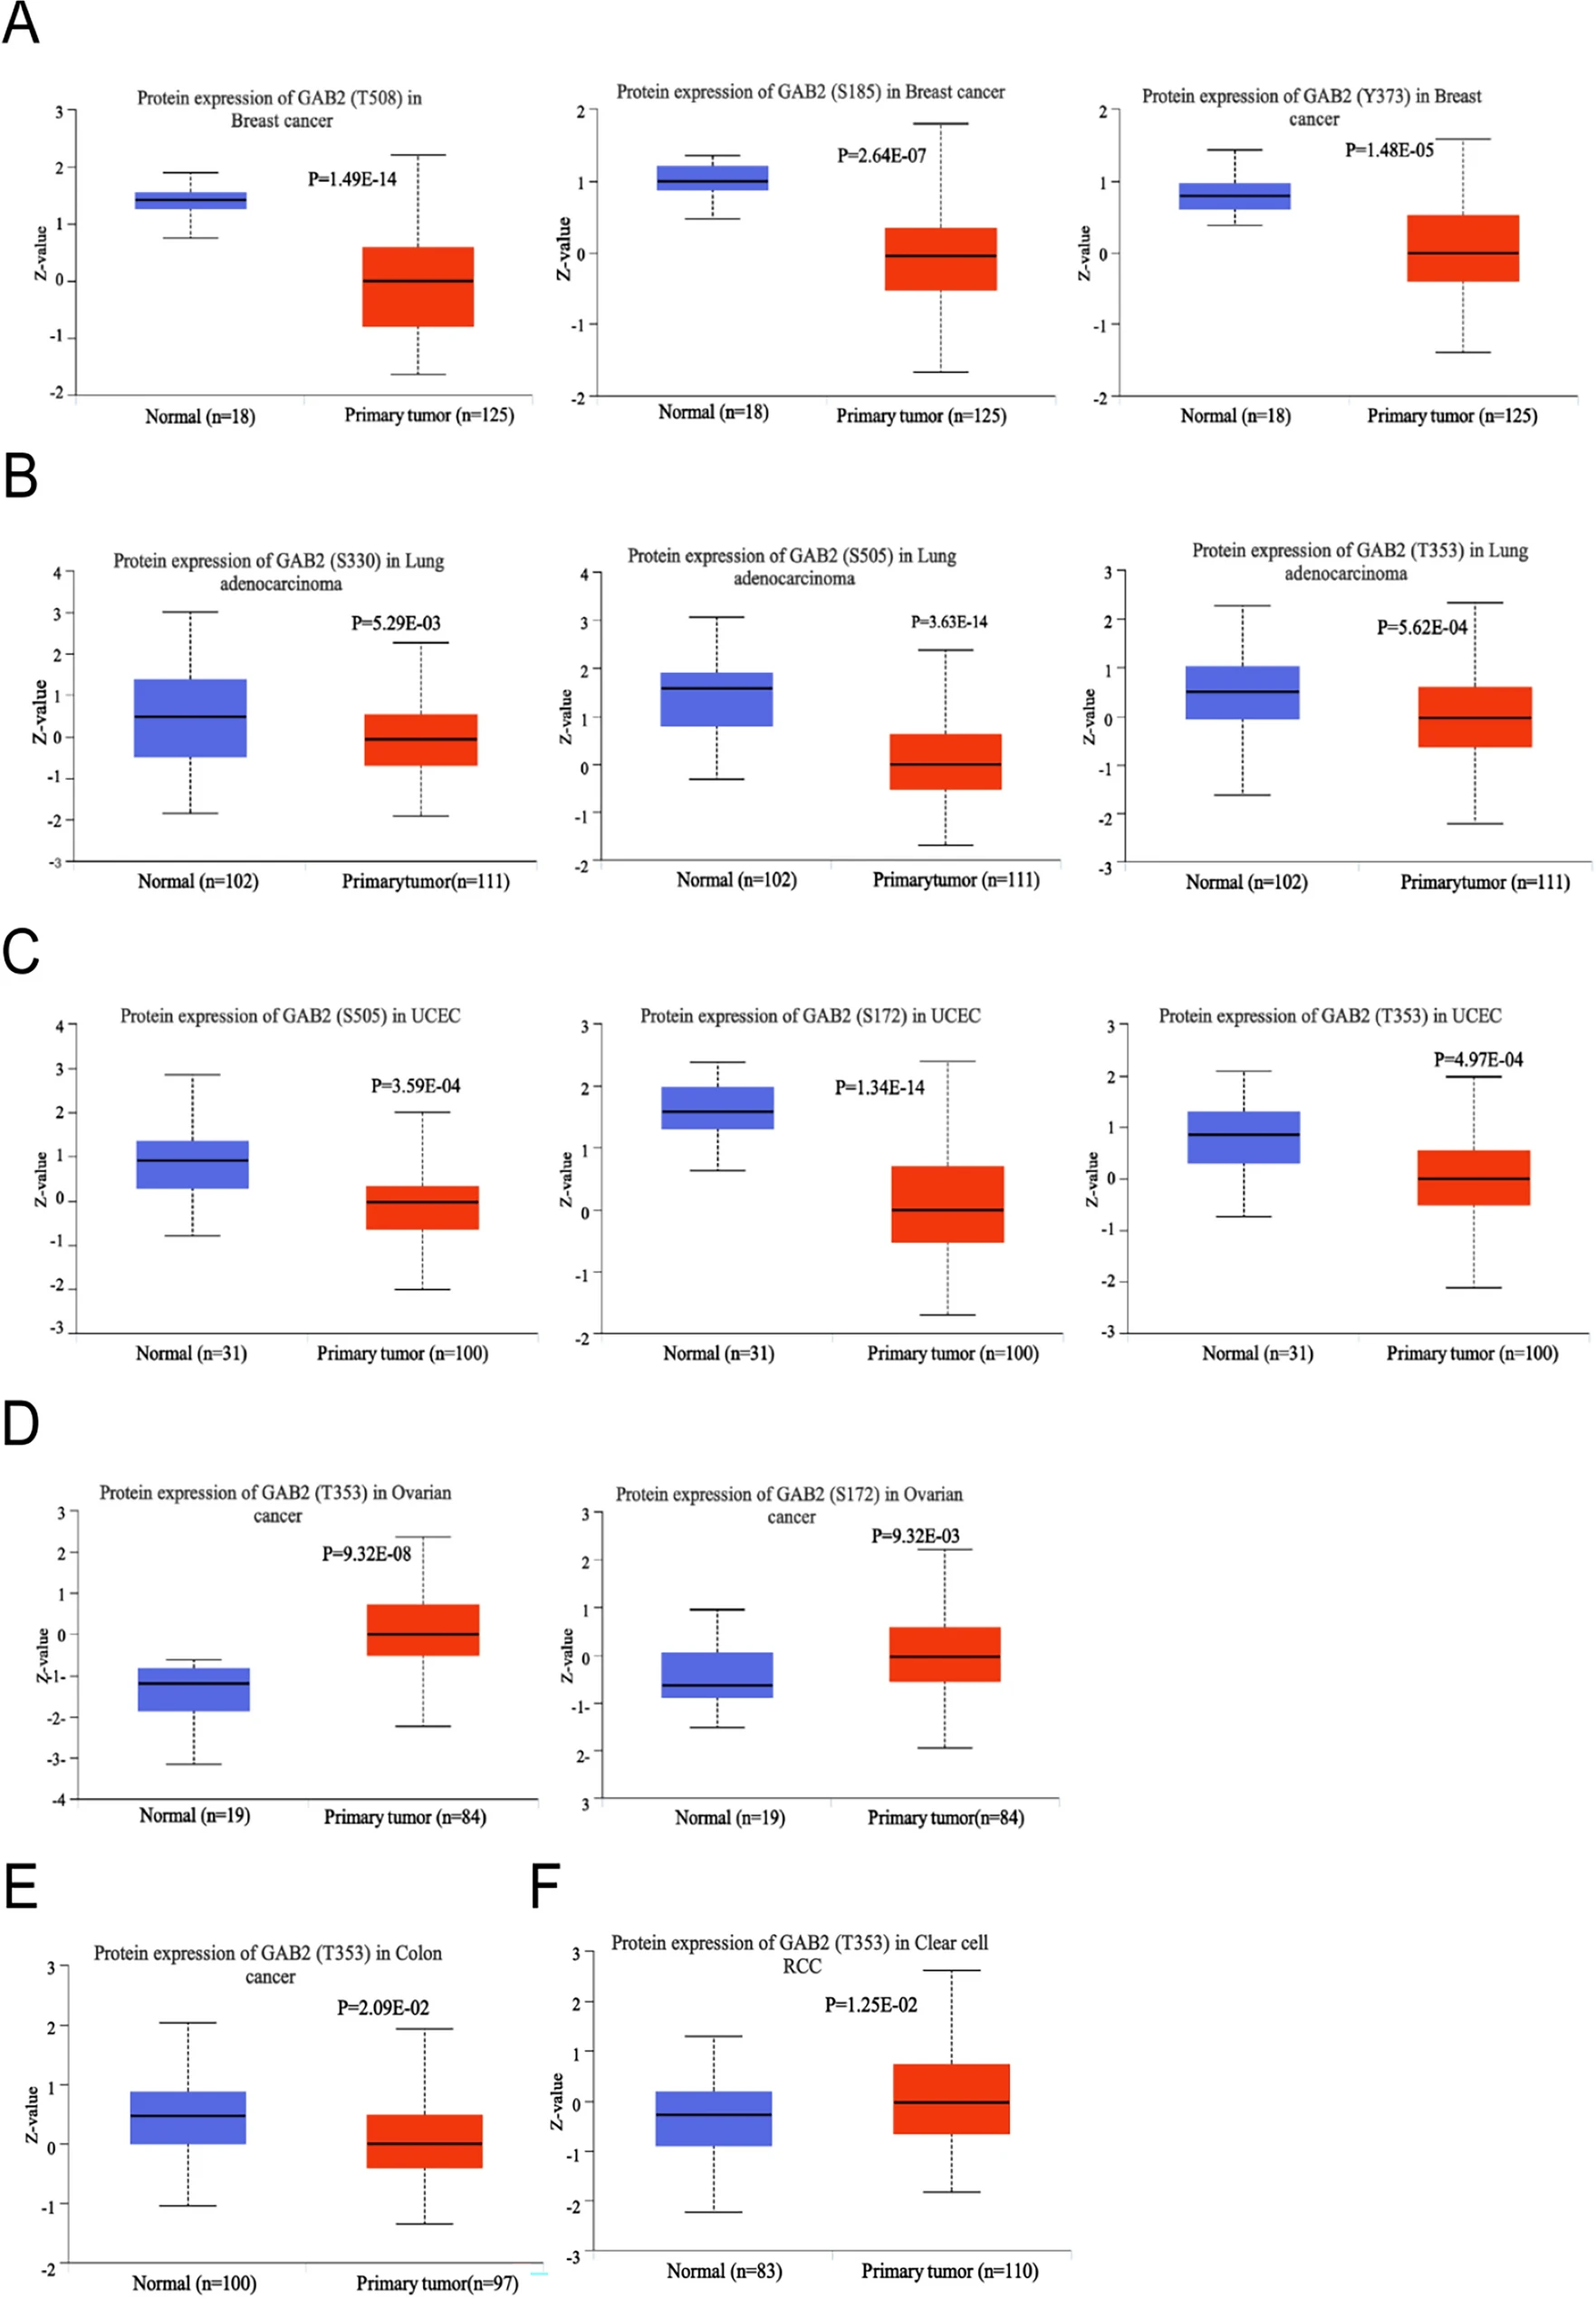 A
Protein expression of GAB2 (T508) in
Breast cancer
P=1.49E-14
3
2
1
0
-1
-2
Z-value
Normal (n=18)
Primary tumor (n=125)
Protein expression of GAB2 (S185) in Breast cancer
P=2.64E-07
2
1
0
-1
-2
Z-value
Normal (n=18)
Primary tumor (n=125)
Protein expression of GAB2 (Y373) in Breast
cancer
P=1.48E-05
2
1
0
-1
-2
Z-value
Normal (n=18)
Primary tumor (n=125)
B
Protein expression of GAB2 (S330) in Lung
adenocarcinoma
P=5.29E-03
4
3
2
1
0
-1
-2
-3
Z-value
Normal (n=102)
Primarytumor(n=111)
Protein expression of GAB2 (S505) in Lung
adenocarcinoma
P=3.63E-14
4
3
2
1
0
-1
-2
Z-value
Normal (n=102)
Primarytumor (n=111)
Protein expression of GAB2 (T353) in Lung
adenocarcinoma
P=5.62E-04
3
2
1
0
-1
-2
-3
Z-value
Normal (n=102)
Primarytumor (n=111)
C
Protein expression of GAB2 (S505) in UCEC
P=3.59E-04
4
3
2
1
0
-1
-2
-3
Z-value
Normal (n=31)
Primary tumor (n=100)
Protein expression of GAB2 (S172) in UCEC
P=1.34E-14
3
2
1
0
-1
-2
Z-value
Normal (n=31)
Primary tumor (n=100)
Protein expression of GAB2 (T353) in UCEC
P=4.97E-04
3
2
1
0
-1
-2
-3
Z-value
Normal (n=31)
Primary tumor (n=100)
D
Protein expression of GAB2 (T353) in Ovarian
cancer
P=9.32E-08
3
2
1
0
-1-
-2-
-3-
-4
Z-value
Normal (n=19)
Primary tumor (n=84)
Protein expression of GAB2 (S172) in Ovarian
cancer
P=9.32E-03
3
2
1
0
-1-
2-
3
Z-value
Normal (n=19)
Primary tumor(n=84)
E
Protein expression of GAB2 (T353) in Colon
cancer
P=2.09E-02
3
2
1
0
-1
-2
Z-value
Normal (n=100)
Primary tumor(n=97)
F
Protein expression of GAB2 (T353) in Clear cell
RCC
P=1.25E-02
3
2
1
0
-1
-2
-3
Z-value
Normal (n=83)
Primary tumor (n=110)